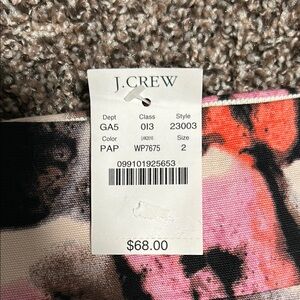 J.CREW
Dept Class Style
GA5 013 23003
Color Size
PAP WP7675 2
099101925653
$68.00